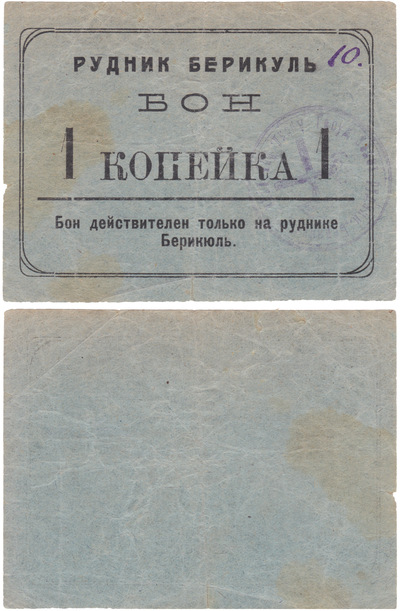 РУДНИК БЕРИКУЛЬ 10.
БОН
1 КОПЕЙКА 1
Бон действителен только на руднике
Берикюль.